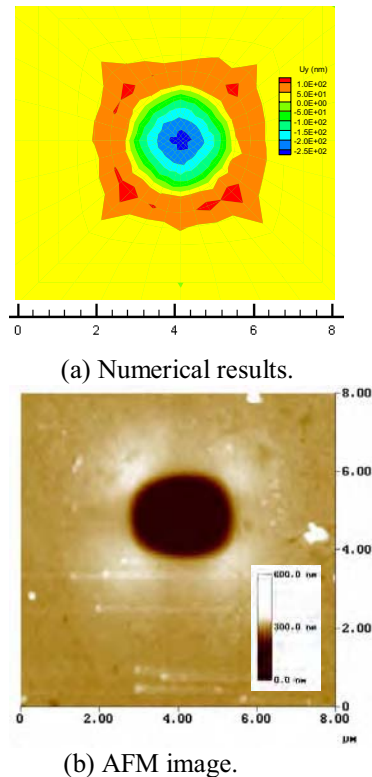 Uy (nm)
1.0E+02
5.0E+01
0.0E+00
-5.0E+01
-1.0E+02
-1.5E+02
-2.0E+02
-2.5E+02
0 2 4 6 8
(a) Numerical results.
8.00
6.00
600.0 nm
4.00
300.0 nm
2.00
0.0 nm
0
0 2.00 4.00 6.00 8.00
μm
(b) AFM image.